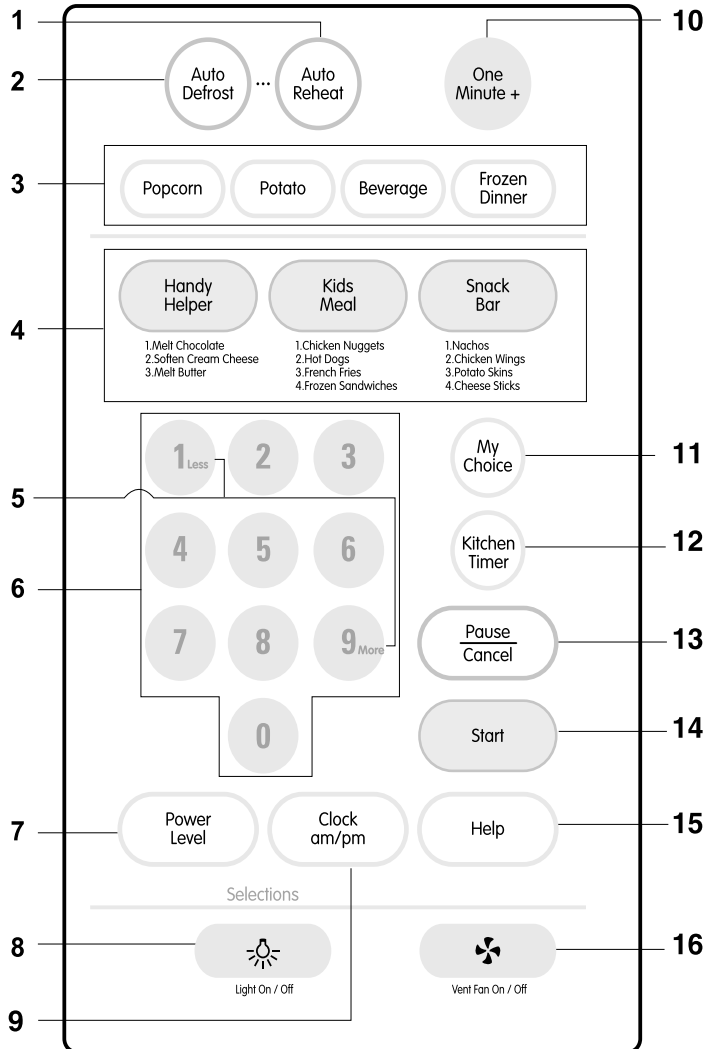 1
10
2
Auto
Defrost
...
Auto
Reheat
One
Minute +
3
Popcorn
Potato
Beverage
Frozen
Dinner
4
Handy
Helper
Kids
Meal
Snack
Bar
1.Melt Chocolate
2.Soften Cream Cheese
3.Melt Butter
1.Chicken Nuggets
2.Hot Dogs
3.French Fries
4.Frozen Sandwiches
1.Nachos
2.Chicken Wings
3.Potato Skins
4.Cheese Sticks
1 Less
2
3
My
Choice
11
5
4
5
6
Kitchen
Timer
12
6
7
8
9 More
Pause
Cancel
13
0
Start
14
7
Power
Level
Clock
am/pm
Help
15
Selections
8
16
Light On / Off
Vent Fan On / Off
9